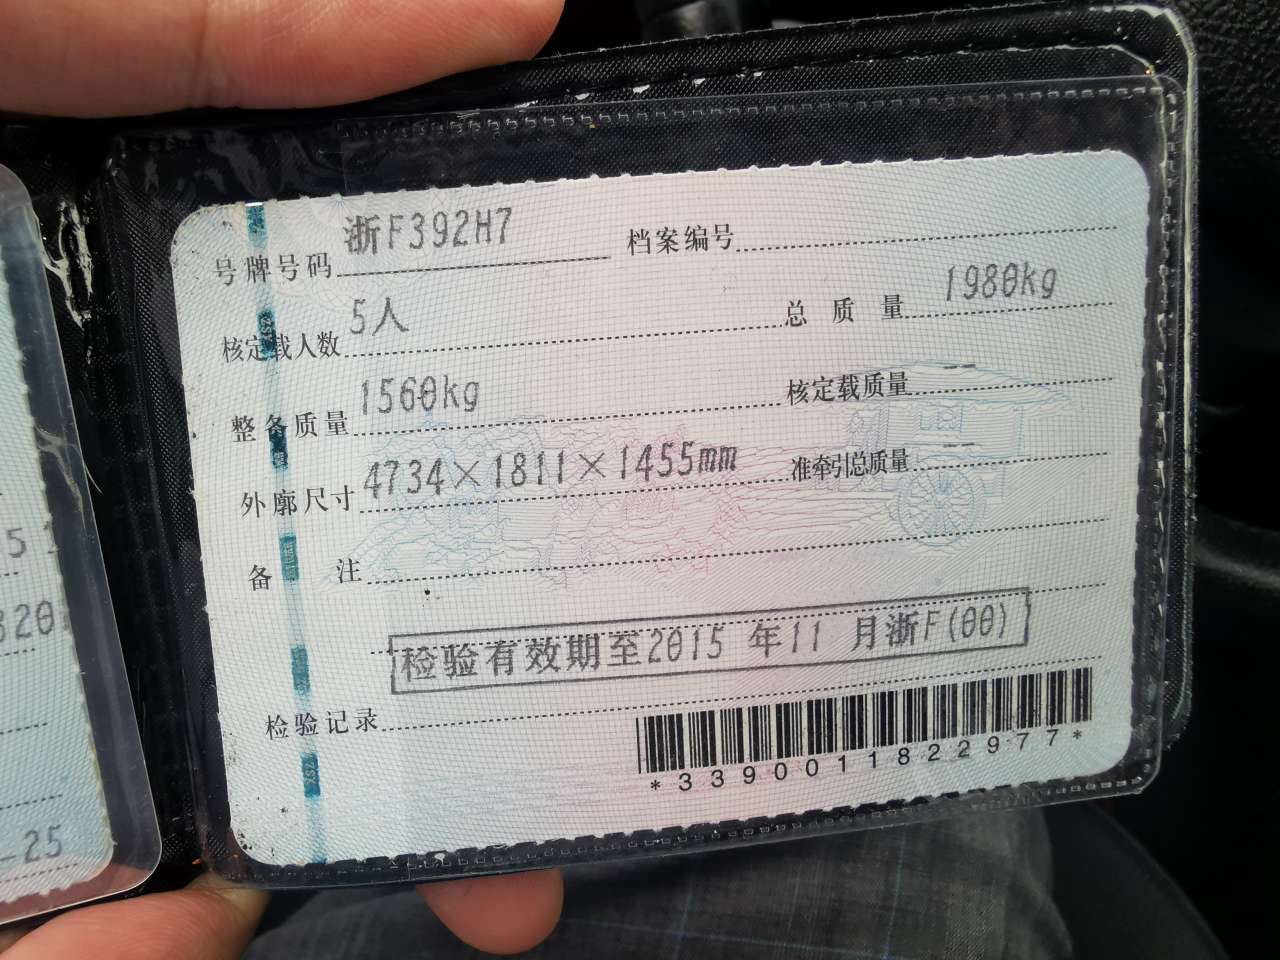 号牌号码 浙F392H7 档案编号
核定载人数 5人 总质量 1980kg
整备质量 1560kg 核定载质量 --
外廓尺寸 4734×1811×1455mm 准牵引总质量 --
备注
检验有效期至2015 年11 月浙F(00)
检验记录
*3390011822977*
51
320
-25